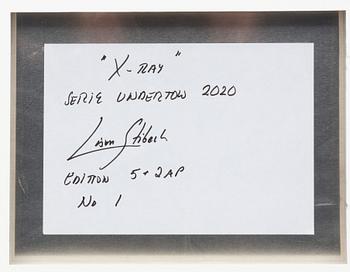 "X-RAY"
SERIE UNDERTOW 2020
EDITION 5+2AP
No 1